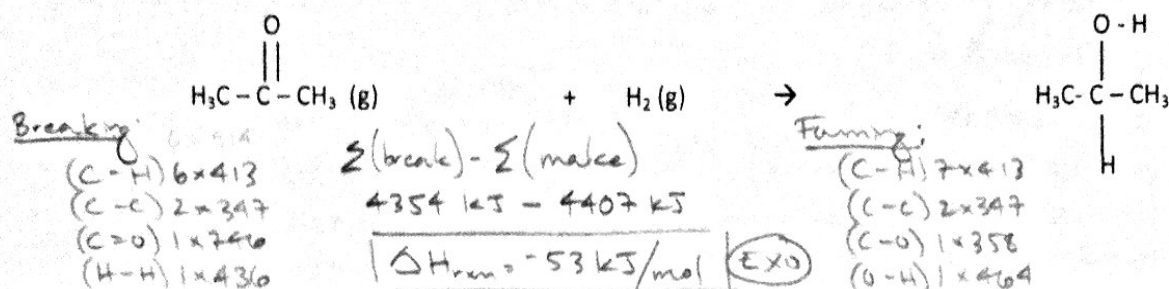 O
O - H
H₃C – C – CH₃ (g) + H₂ (g) → H₃C- C – CH₃
H
Breaking:
(C-H) 6×413
(C-C) 2×347
(C=O) 1×746
(H-H) 1×436
Σ(break) - Σ(make)
4354 kJ - 4407 kJ
ΔHrxn = -53 kJ/mol EXO
Forming:
(C-H) 7×413
(C-C) 2×347
(C-O) 1×358
(O-H) 1×464